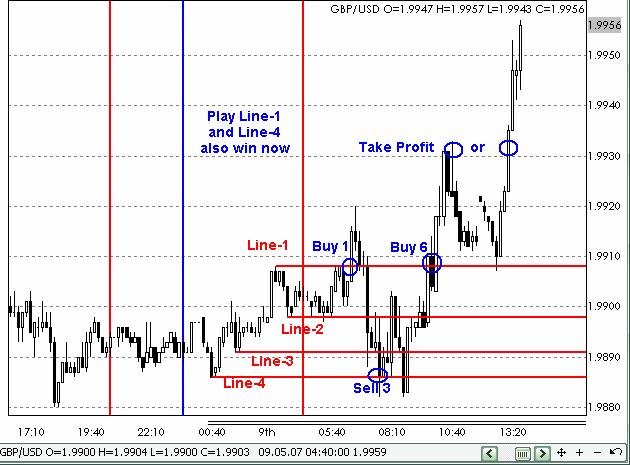 GBP/USD O=1.9947 H=1.9957 L=1.9943 C=1.9956
1.9956
1.9950
1.9940
1.9930
1.9920
1.9910
1.9900
1.9890
1.9880
Play Line-1
and Line-4
also win now
Take Profit or
Line-1
Buy 1
Buy 6
Line-2
Line-3
Line-4
Sell 3
17:10 19:40 22:10 00:40 9th 05:40 08:10 10:40 13:20
GBP/USD O=1.9900 H=1.9904 L=1.9900 C=1.9903 09.05.07 04:40:00 1.9959